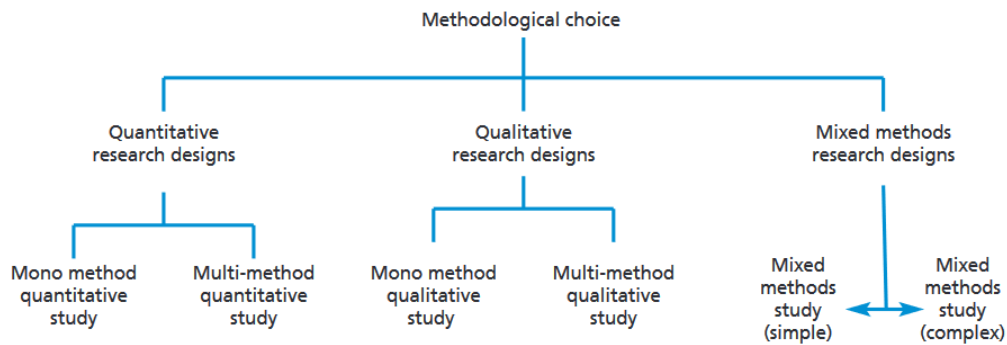 Methodological choice
Quantitative
research designs
Qualitative
research designs
Mixed methods
research designs
Mono method
quantitative
study
Multi-method
quantitative
study
Mono method
qualitative
study
Multi-method
qualitative
study
Mixed
methods
study
(simple)
Mixed
methods
study
(complex)